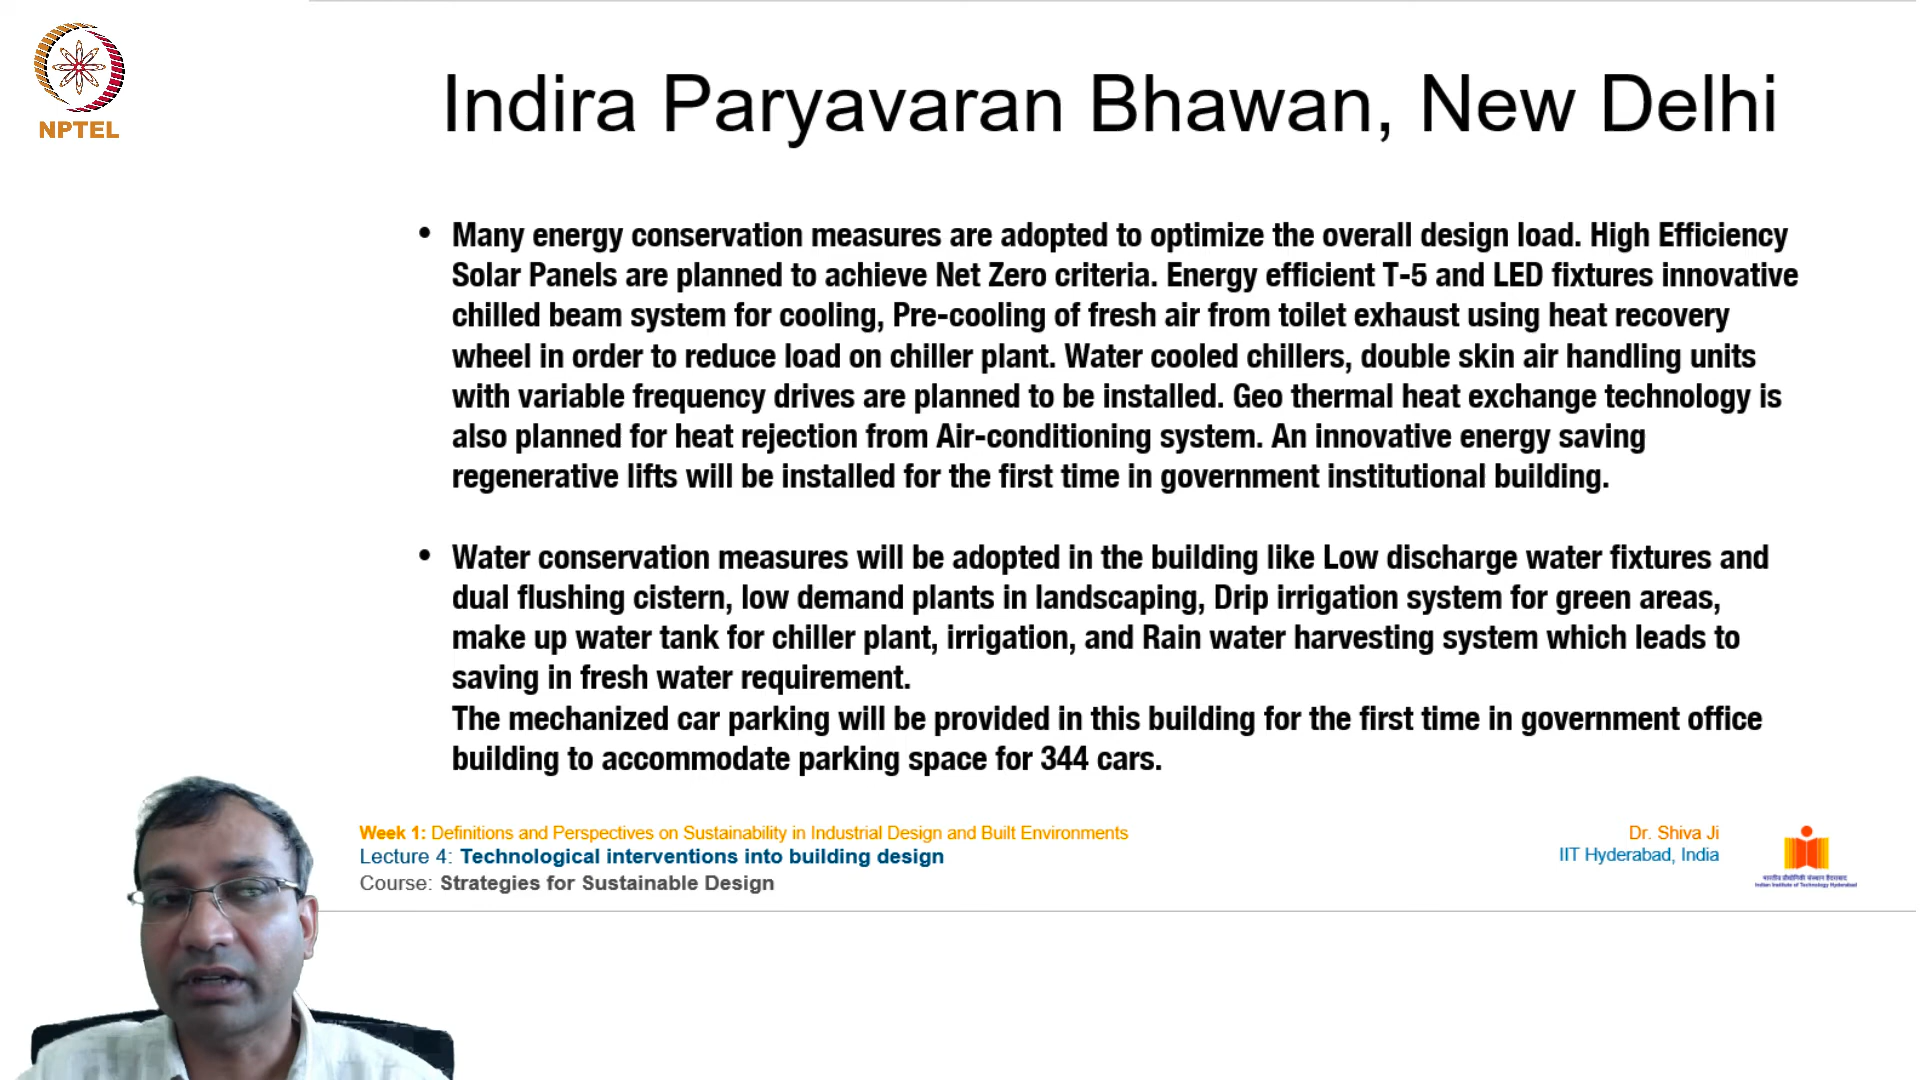 NPTEL
Indira Paryavaran Bhawan, New Delhi
• Many energy conservation measures are adopted to optimize the overall design load. High Efficiency
Solar Panels are planned to achieve Net Zero criteria. Energy efficient T-5 and LED fixtures innovative
chilled beam system for cooling, Pre-cooling of fresh air from toilet exhaust using heat recovery
wheel in order to reduce load on chiller plant. Water cooled chillers, double skin air handling units
with variable frequency drives are planned to be installed. Geo thermal heat exchange technology is
also planned for heat rejection from Air-conditioning system. An innovative energy saving
regenerative lifts will be installed for the first time in government institutional building.
• Water conservation measures will be adopted in the building like Low discharge water fixtures and
dual flushing cistern, low demand plants in landscaping, Drip irrigation system for green areas,
make up water tank for chiller plant, irrigation, and Rain water harvesting system which leads to
saving in fresh water requirement.
The mechanized car parking will be provided in this building for the first time in government office
building to accommodate parking space for 344 cars.
Week 1: Definitions and Perspectives on Sustainability in Industrial Design and Built Environments
Lecture 4: Technological interventions into building design
Course: Strategies for Sustainable Design
Dr. Shiva Ji
IIT Hyderabad, India
भारतीय प्रौद्योगिकी संस्थान हैदराबाद
Indian Institute of Technology Hyderabad